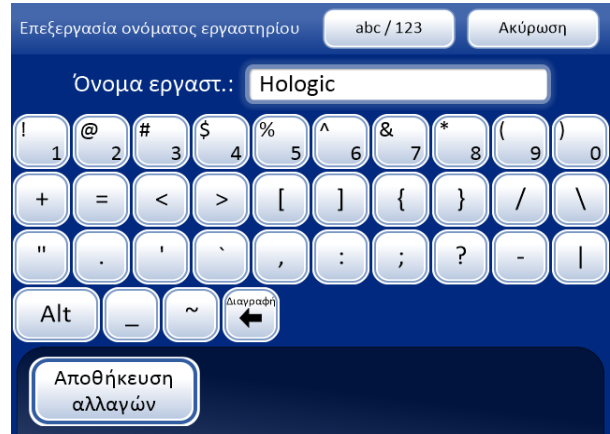 Επεξεργασία ονόματος εργαστηρίου abc / 123 Ακύρωση
Όνομα εργαστ.: Hologic
! 1 @ 2 # 3 $ 4 % 5 ^ 6 & 7 * 8 ( 9 ) 0
+ = < > [ ] { } / \
" . ' ` , : ; ? - |
Alt _ ~ Διαγραφή
Αποθήκευση
αλλαγών